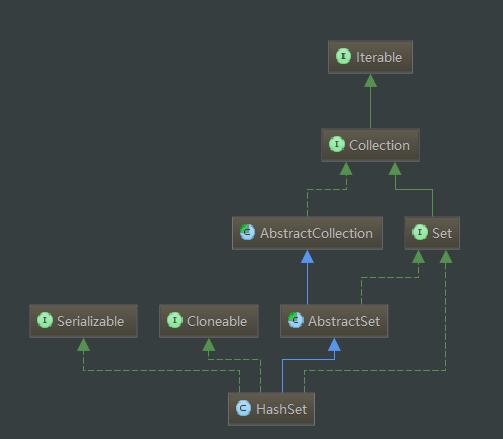 I Iterable
I Collection
C AbstractCollection
I Set
I Serializable
I Cloneable
C AbstractSet
C HashSet